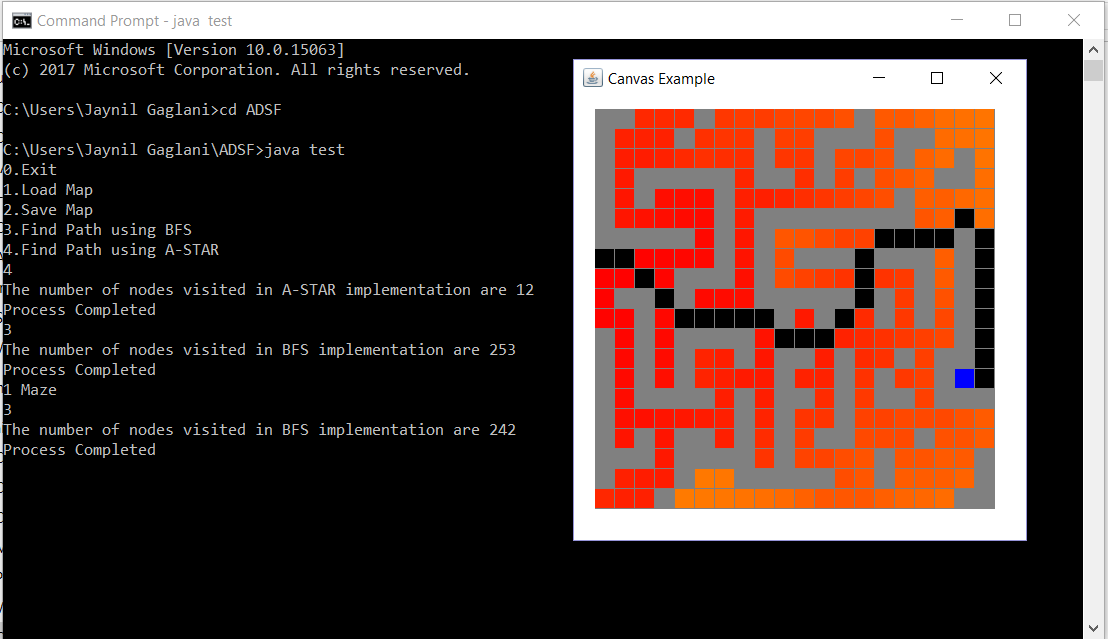 Command Prompt - java  test
Microsoft Windows [Version 10.0.15063]
(c) 2017 Microsoft Corporation. All rights reserved.
C:\Users\Jaynil Gaglani>cd ADSF
C:\Users\Jaynil Gaglani\ADSF>java test
0.Exit
1.Load Map
2.Save Map
3.Find Path using BFS
4.Find Path using A-STAR
4
The number of nodes visited in A-STAR implementation are 12
Process Completed
3
The number of nodes visited in BFS implementation are 253
Process Completed
1 Maze
3
The number of nodes visited in BFS implementation are 242
Process Completed
Canvas Example